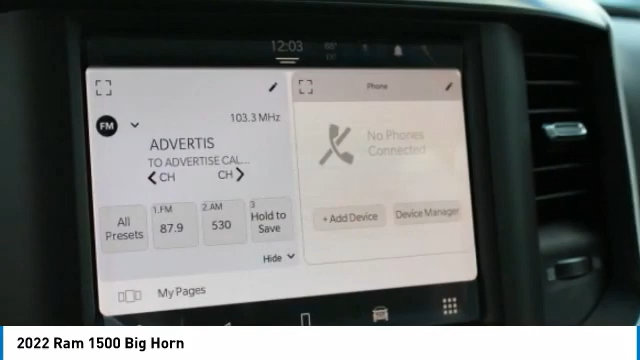 12:03
68°
EXT
FM
103.3 MHz
ADVERTIS
TO ADVERTISE CAL...
CH CH
All Presets
1.FM
87.9
2.AM
530
3
Hold to Save
Hide
My Pages
Phone
No Phones
Connected
+ Add Device
Device Manager
2022 Ram 1500 Big Horn